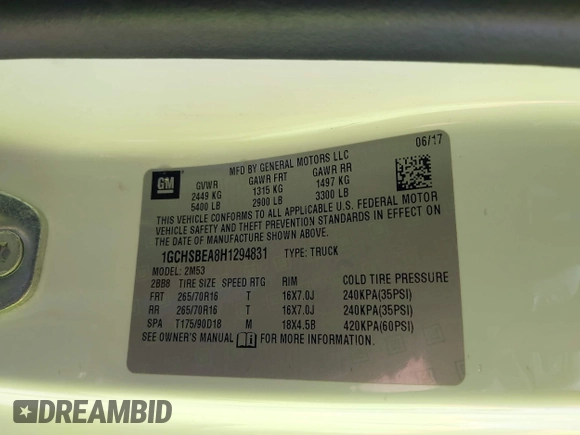 06/17
MFD BY GENERAL MOTORS LLC
GM
GVWR GAWR FRT GAWR RR
2449 KG 1315 KG 1497 KG
5400 LB 2900 LB 3300 LB
THIS VEHICLE CONFORMS TO ALL APPLICABLE U.S. FEDERAL MOTOR
VEHICLE SAFETY AND THEFT PREVENTION STANDARDS IN EFFECT ON
THE DATE OF MANUFACTURE SHOWN ABOVE.
1GCHSBEA8H1294831 TYPE: TRUCK
MODEL: 2M53
2BB8 TIRE SIZE SPEED RTG RIM COLD TIRE PRESSURE
FRT 265/70R16 T 16X7.0J 240KPA(35PSI)
RR 265/70R16 T 16X7.0J 240KPA(35PSI)
SPA T175/90D18 M 18X4.5B 420KPA(60PSI)
SEE OWNER'S MANUAL i FOR MORE INFORMATION.
DREAMBID